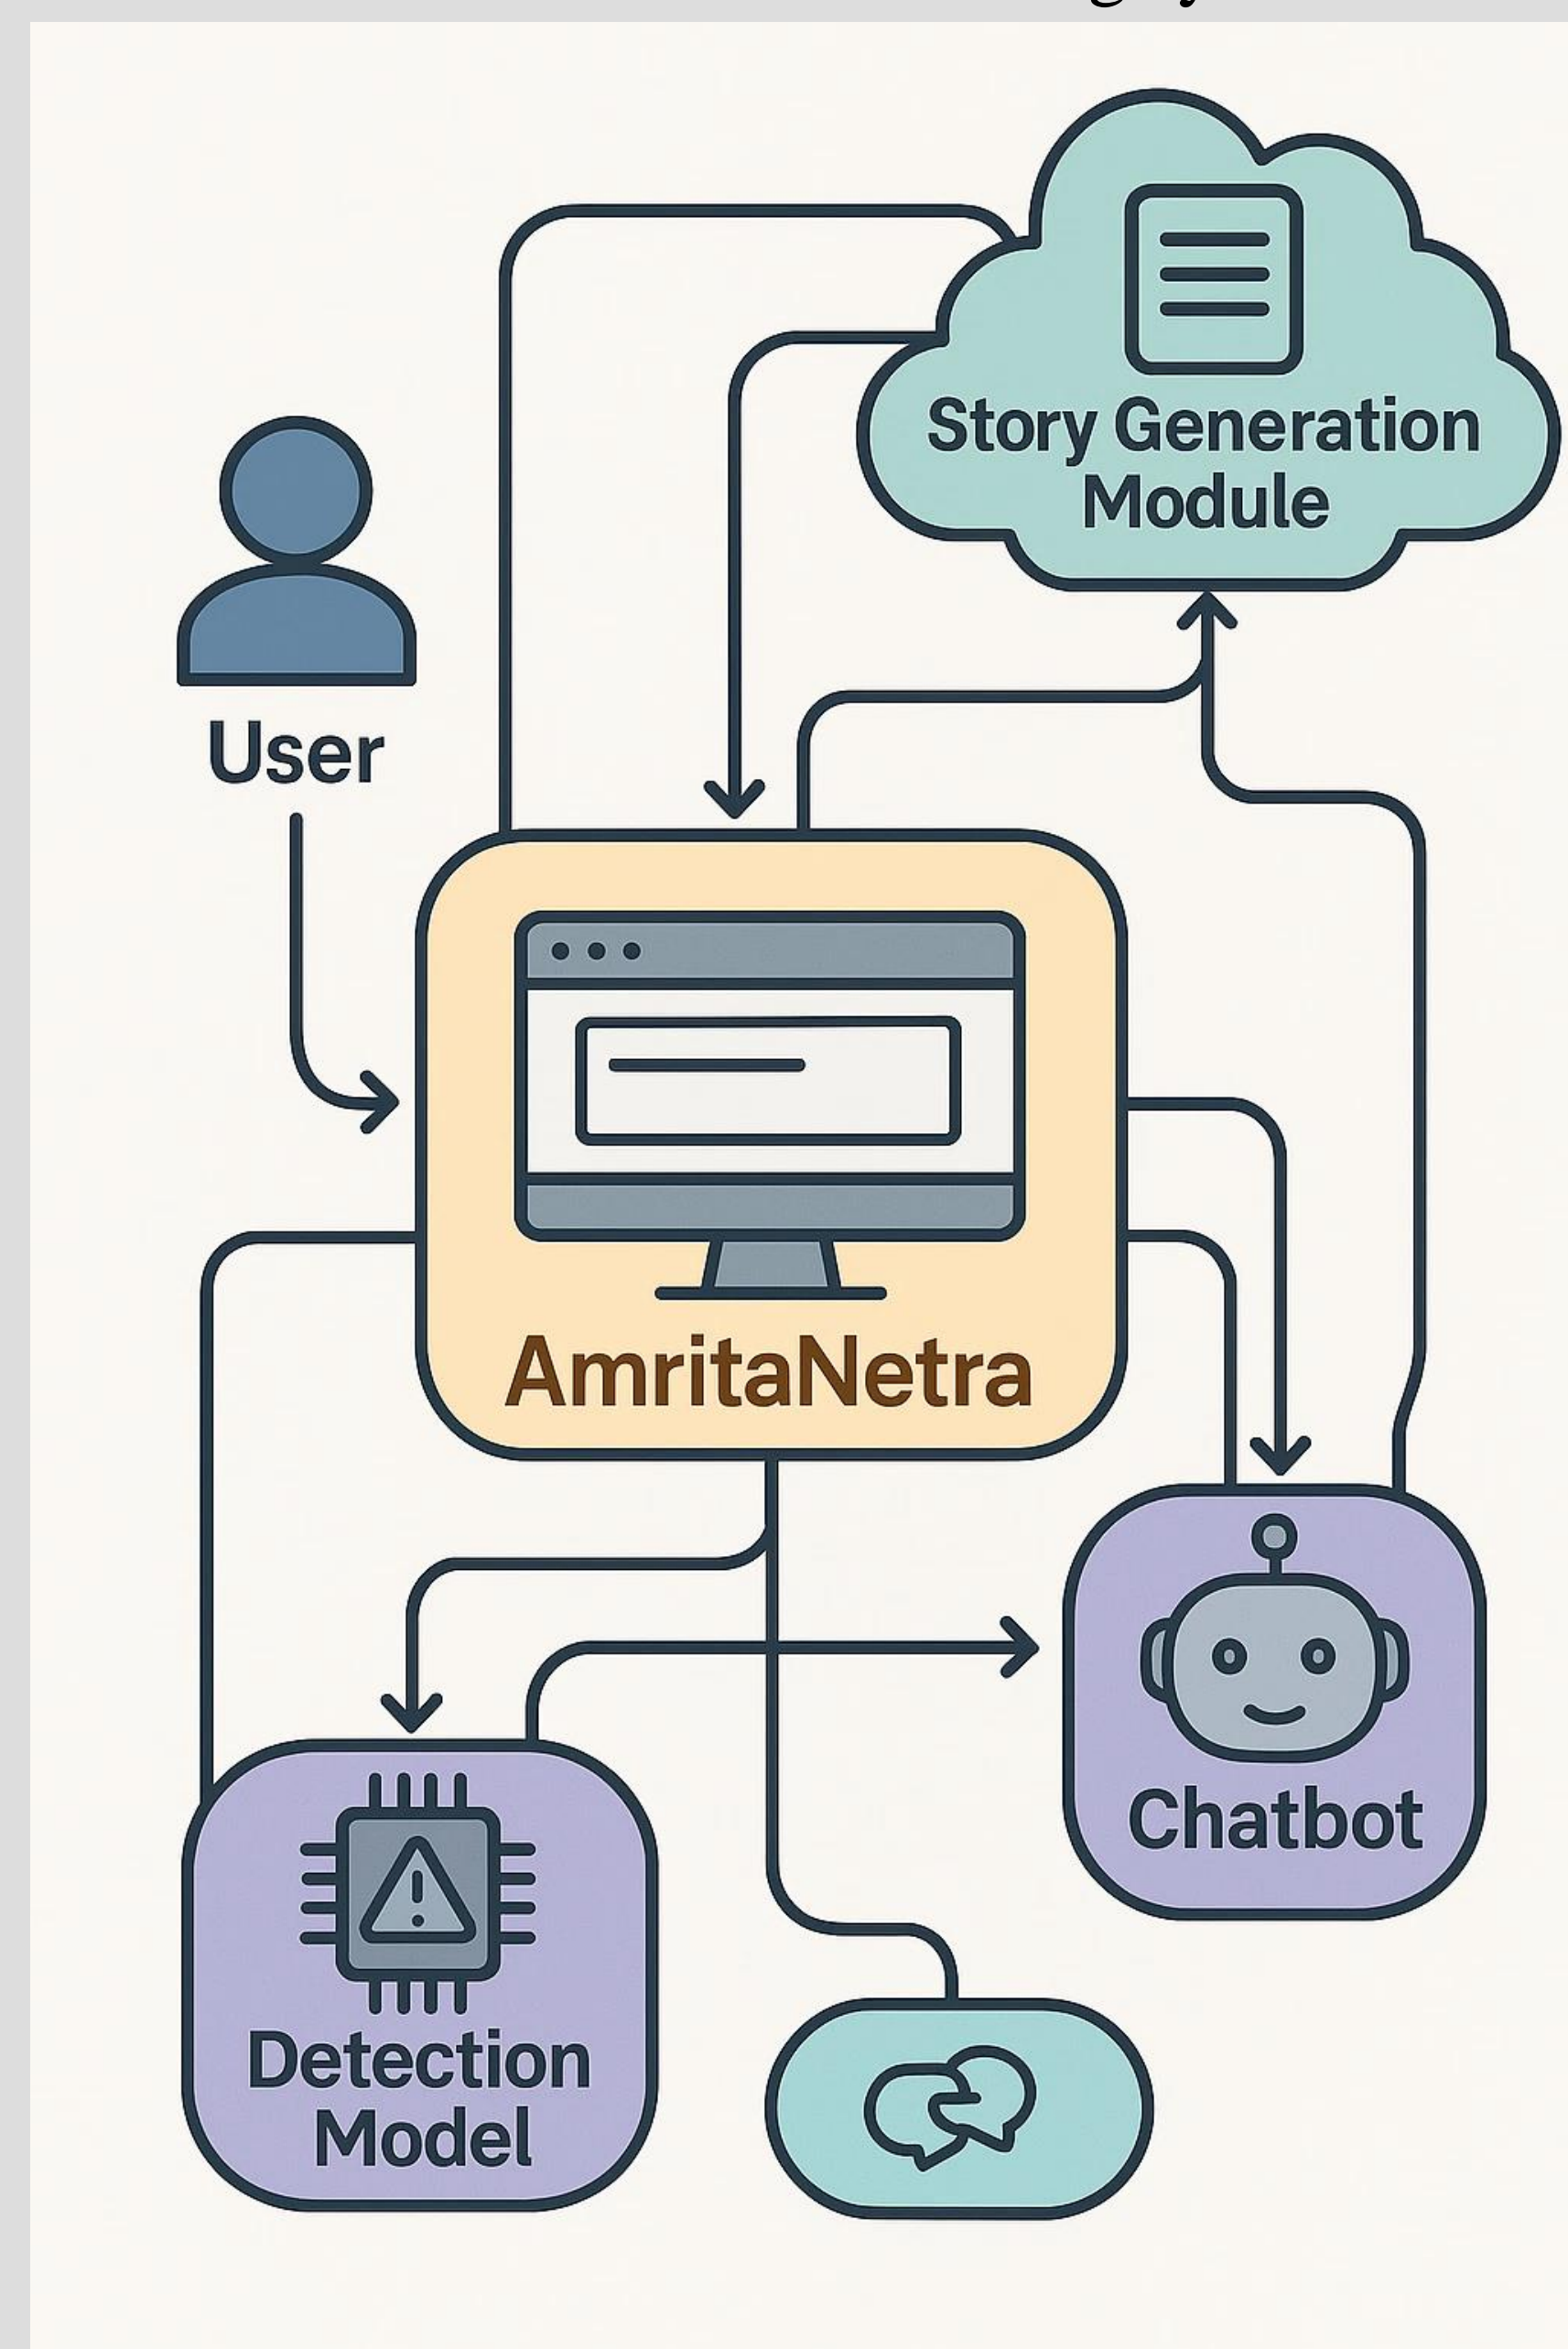 Story Generation
Module
User
AmritaNetra
Chatbot
Detection
Model